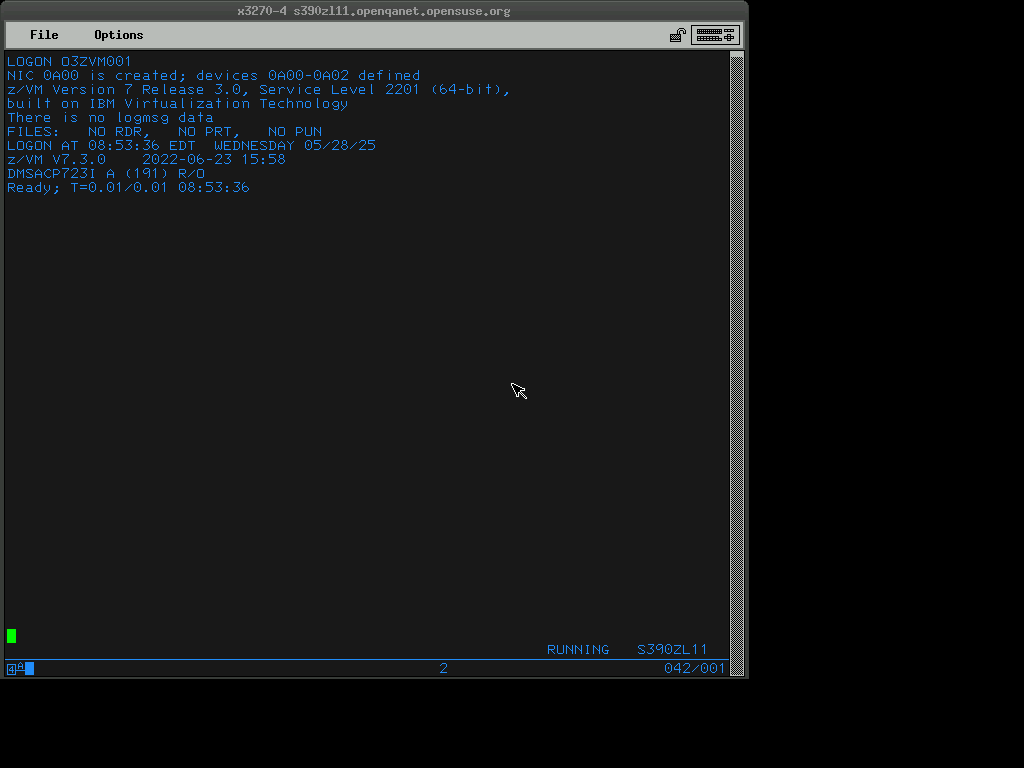 x3270-4 s390zl11.openqanet.opensuse.org
File Options
LOGON O3ZVM001
NIC 0A00 is created; devices 0A00-0A02 defined
z/VM Version 7 Release 3.0, Service Level 2201 (64-bit),
built on IBM Virtualization Technology
There is no logmsg data
FILES:   NO RDR,   NO PRT,   NO PUN
LOGON AT 08:53:36 EDT  WEDNESDAY 05/28/25
z/VM V7.3.0    2022-06-23 15:58
DMSACP723I A (191) R/O
Ready; T=0.01/0.01 08:53:36
RUNNING   S390ZL11
4A 2 042/001